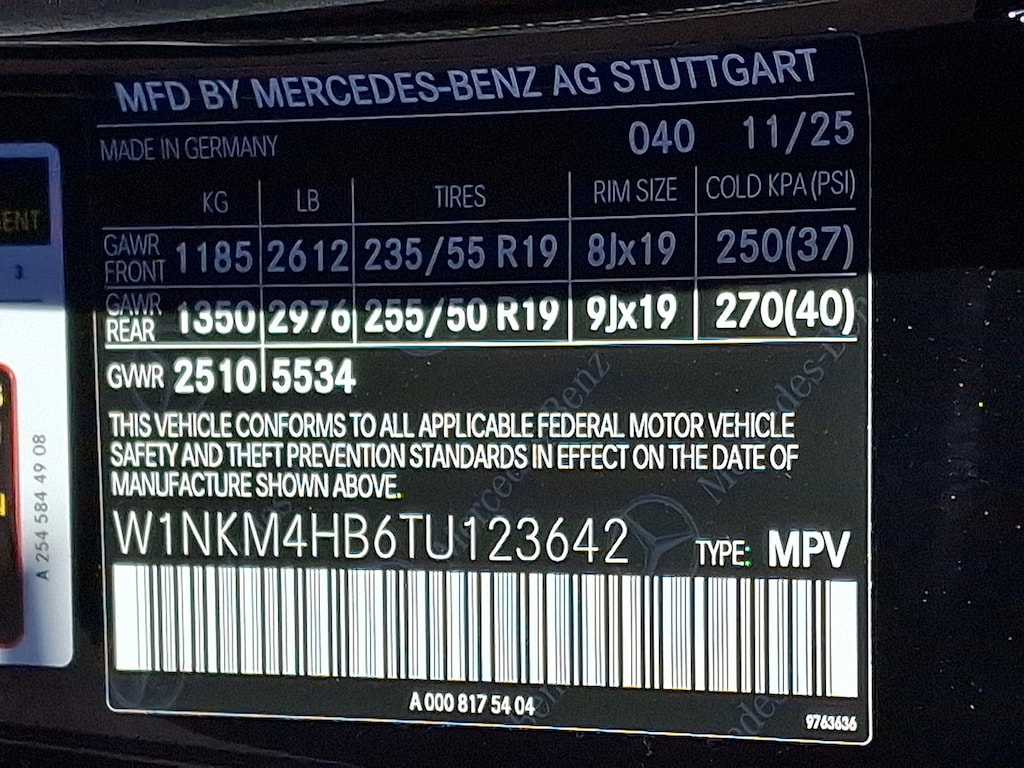 MFD BY MERCEDES-BENZ AG STUTTGART
MADE IN GERMANY 040 11/25
KG LB TIRES RIM SIZE COLD KPA (PSI)
GAWR FRONT 1185 2612 235/55 R19 8Jx19 250(37)
GAWR REAR 1350 2976 255/50 R19 9Jx19 270(40)
GVWR 2510 5534
THIS VEHICLE CONFORMS TO ALL APPLICABLE FEDERAL MOTOR VEHICLE
SAFETY AND THEFT PREVENTION STANDARDS IN EFFECT ON THE DATE OF
MANUFACTURE SHOWN ABOVE.
W1NKM4HB6TU123642 TYPE: MPV
A 000 817 54 04
9763636
A 254 584 49 08